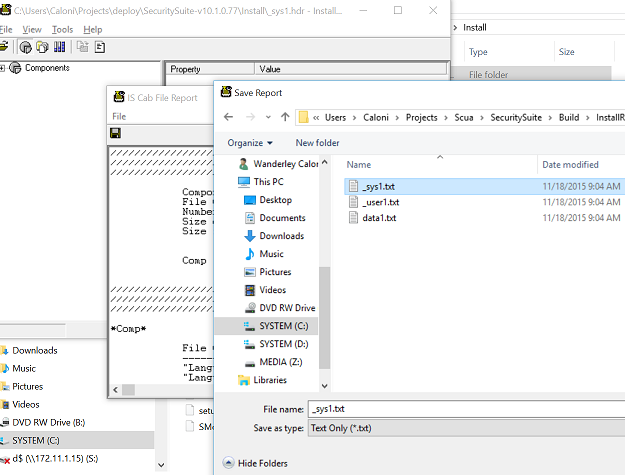 C:\Users\Caloni\Projects\deploy\SecuritySuite-v10.1.0.77\Install\_sys1.hdr - Install...
File View Tools Help
Components
Property Value
Install
Type Size
File folder
IS Cab File Report
File
////////////////
////////////////
////////////////
Size
Size
Comp
////////////////
////////////////
////////////////
*Comp*
File
"Lang
"Lang
Save Report
« Users > Caloni > Projects > Scua > SecuritySuite > Build >
Organize New folder
Wanderley Calon
This PC
Desktop
Documents
Downloads
Music
Pictures
Videos
DVD RW Drive
SYSTEM (C:)
SYSTEM (D:)
MEDIA (Z:)
Libraries
Name Date modified
_sys1.txt 11/18/2015 9:04 AM
_user1.txt 11/18/2015 9:04 AM
data1.txt 11/18/2015 9:04 AM
File name: _sys1.txt
Save as type: Text Only (*.txt)
Hide Folders
Downloads
Music
Pictures
Videos
DVD RW Drive (B:)
SYSTEM (C:)
d$ (\\172.11.1.15) (S:)
setu
SMo